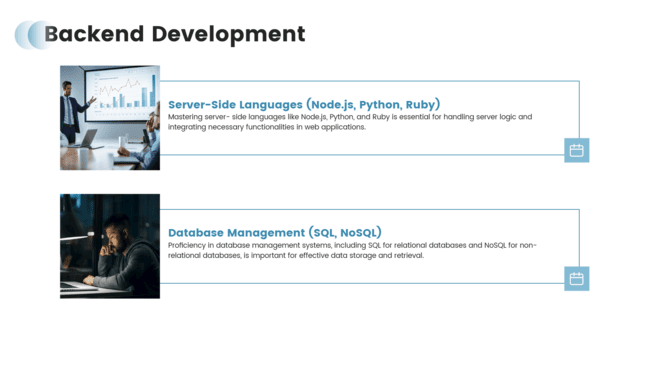 Backend Development
Server-Side Languages (Node.js, Python, Ruby)
Mastering server- side languages like Node.js, Python, and Ruby is essential for handling server logic and
integrating necessary functionalities in web applications.
Database Management (SQL, NoSQL)
Proficiency in database management systems, including SQL for relational databases and NoSQL for non-
relational databases, is important for effective data storage and retrieval.